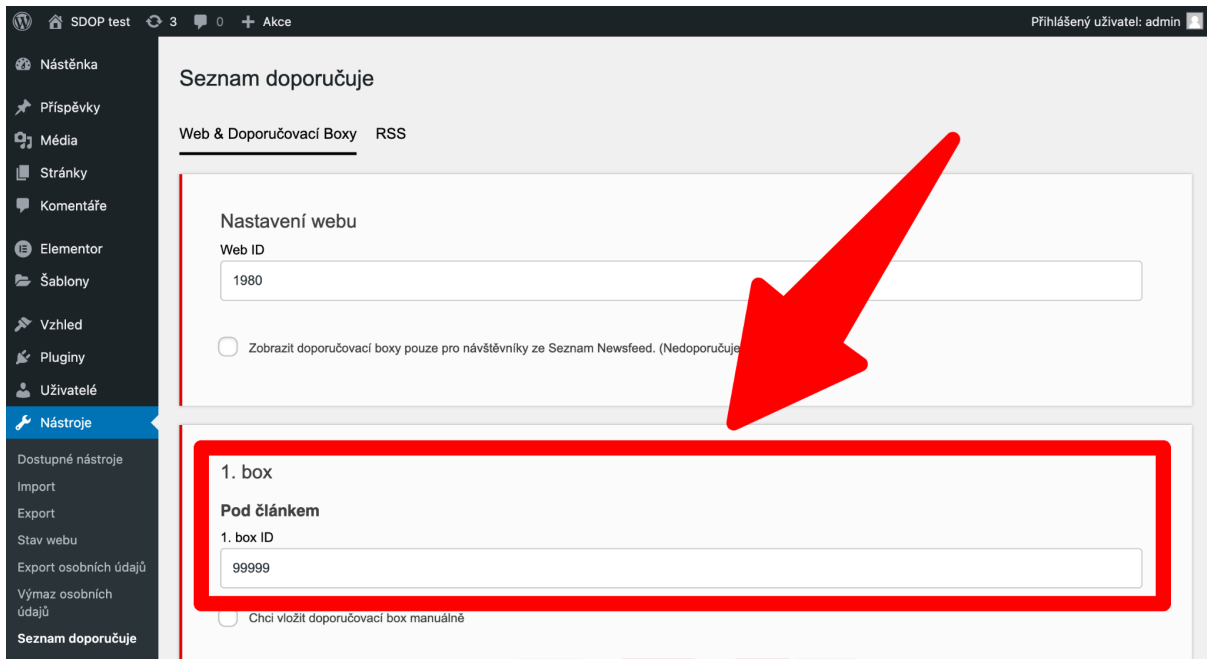 SDOP test 3 0 + Akce Přihlášený uživatel: admin
Nástěnka
Příspěvky
Média
Stránky
Komentáře
Elementor
Šablony
Vzhled
Pluginy
Uživatelé
Nástroje
Dostupné nástroje
Import
Export
Stav webu
Export osobních údajů
Výmaz osobních
údajů
Seznam doporučuje
Seznam doporučuje
Web & Doporučovací Boxy RSS
Nastavení webu
Web ID
1980
Zobrazit doporučovací boxy pouze pro návštěvníky ze Seznam Newsfeed. (Nedoporučuje
1. box
Pod článkem
1. box ID
99999
Chci vložit doporučovací box manuálně